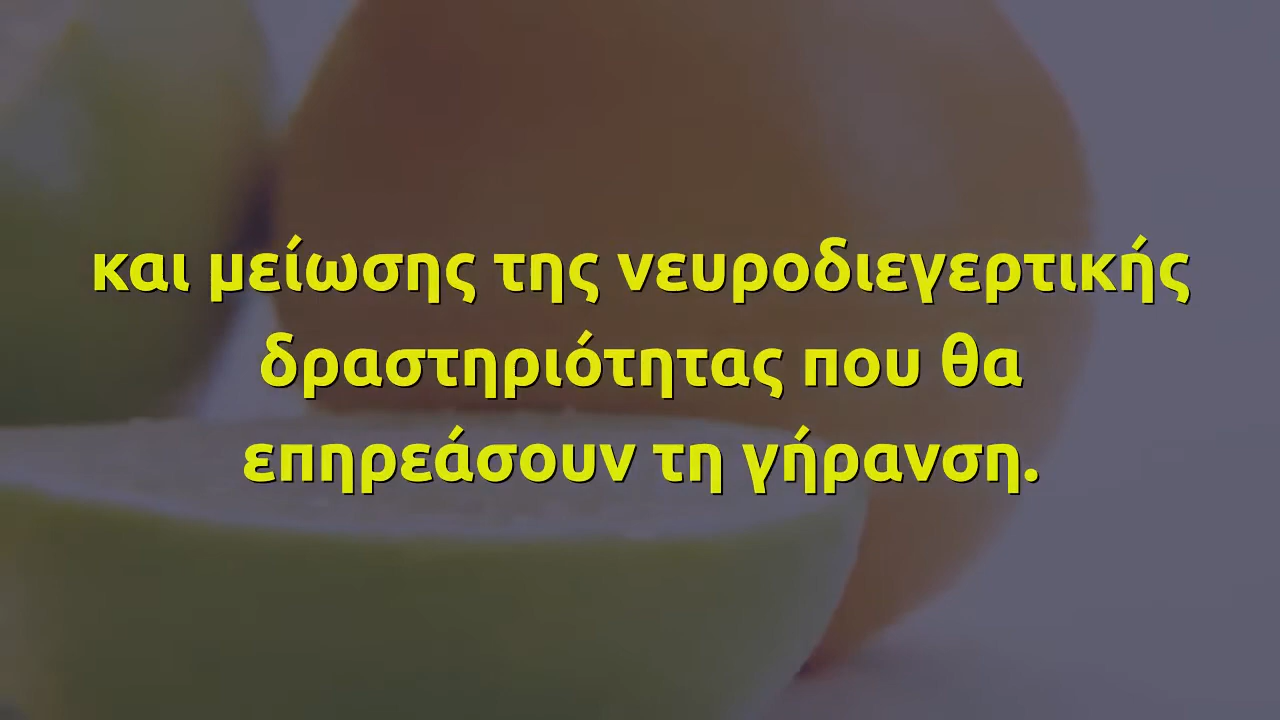 και μείωσης της νευροδιεγερτικής
δραστηριότητας που θα
επηρεάσουν τη γήρανση.